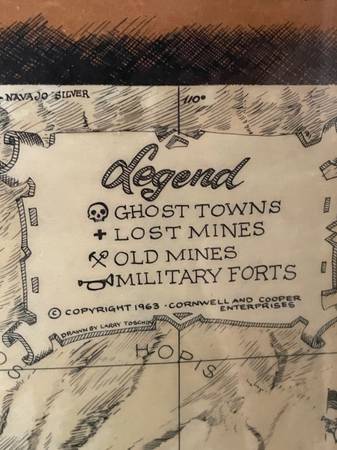 NAVAJO SILVER
110°
Legend
GHOST TOWNS
LOST MINES
OLD MINES
MILITARY FORTS
© COPYRIGHT 1963 · CORNWELL AND COOPER
ENTERPRISES
DRAWN BY LARRY TOSCHIK
HOPIS